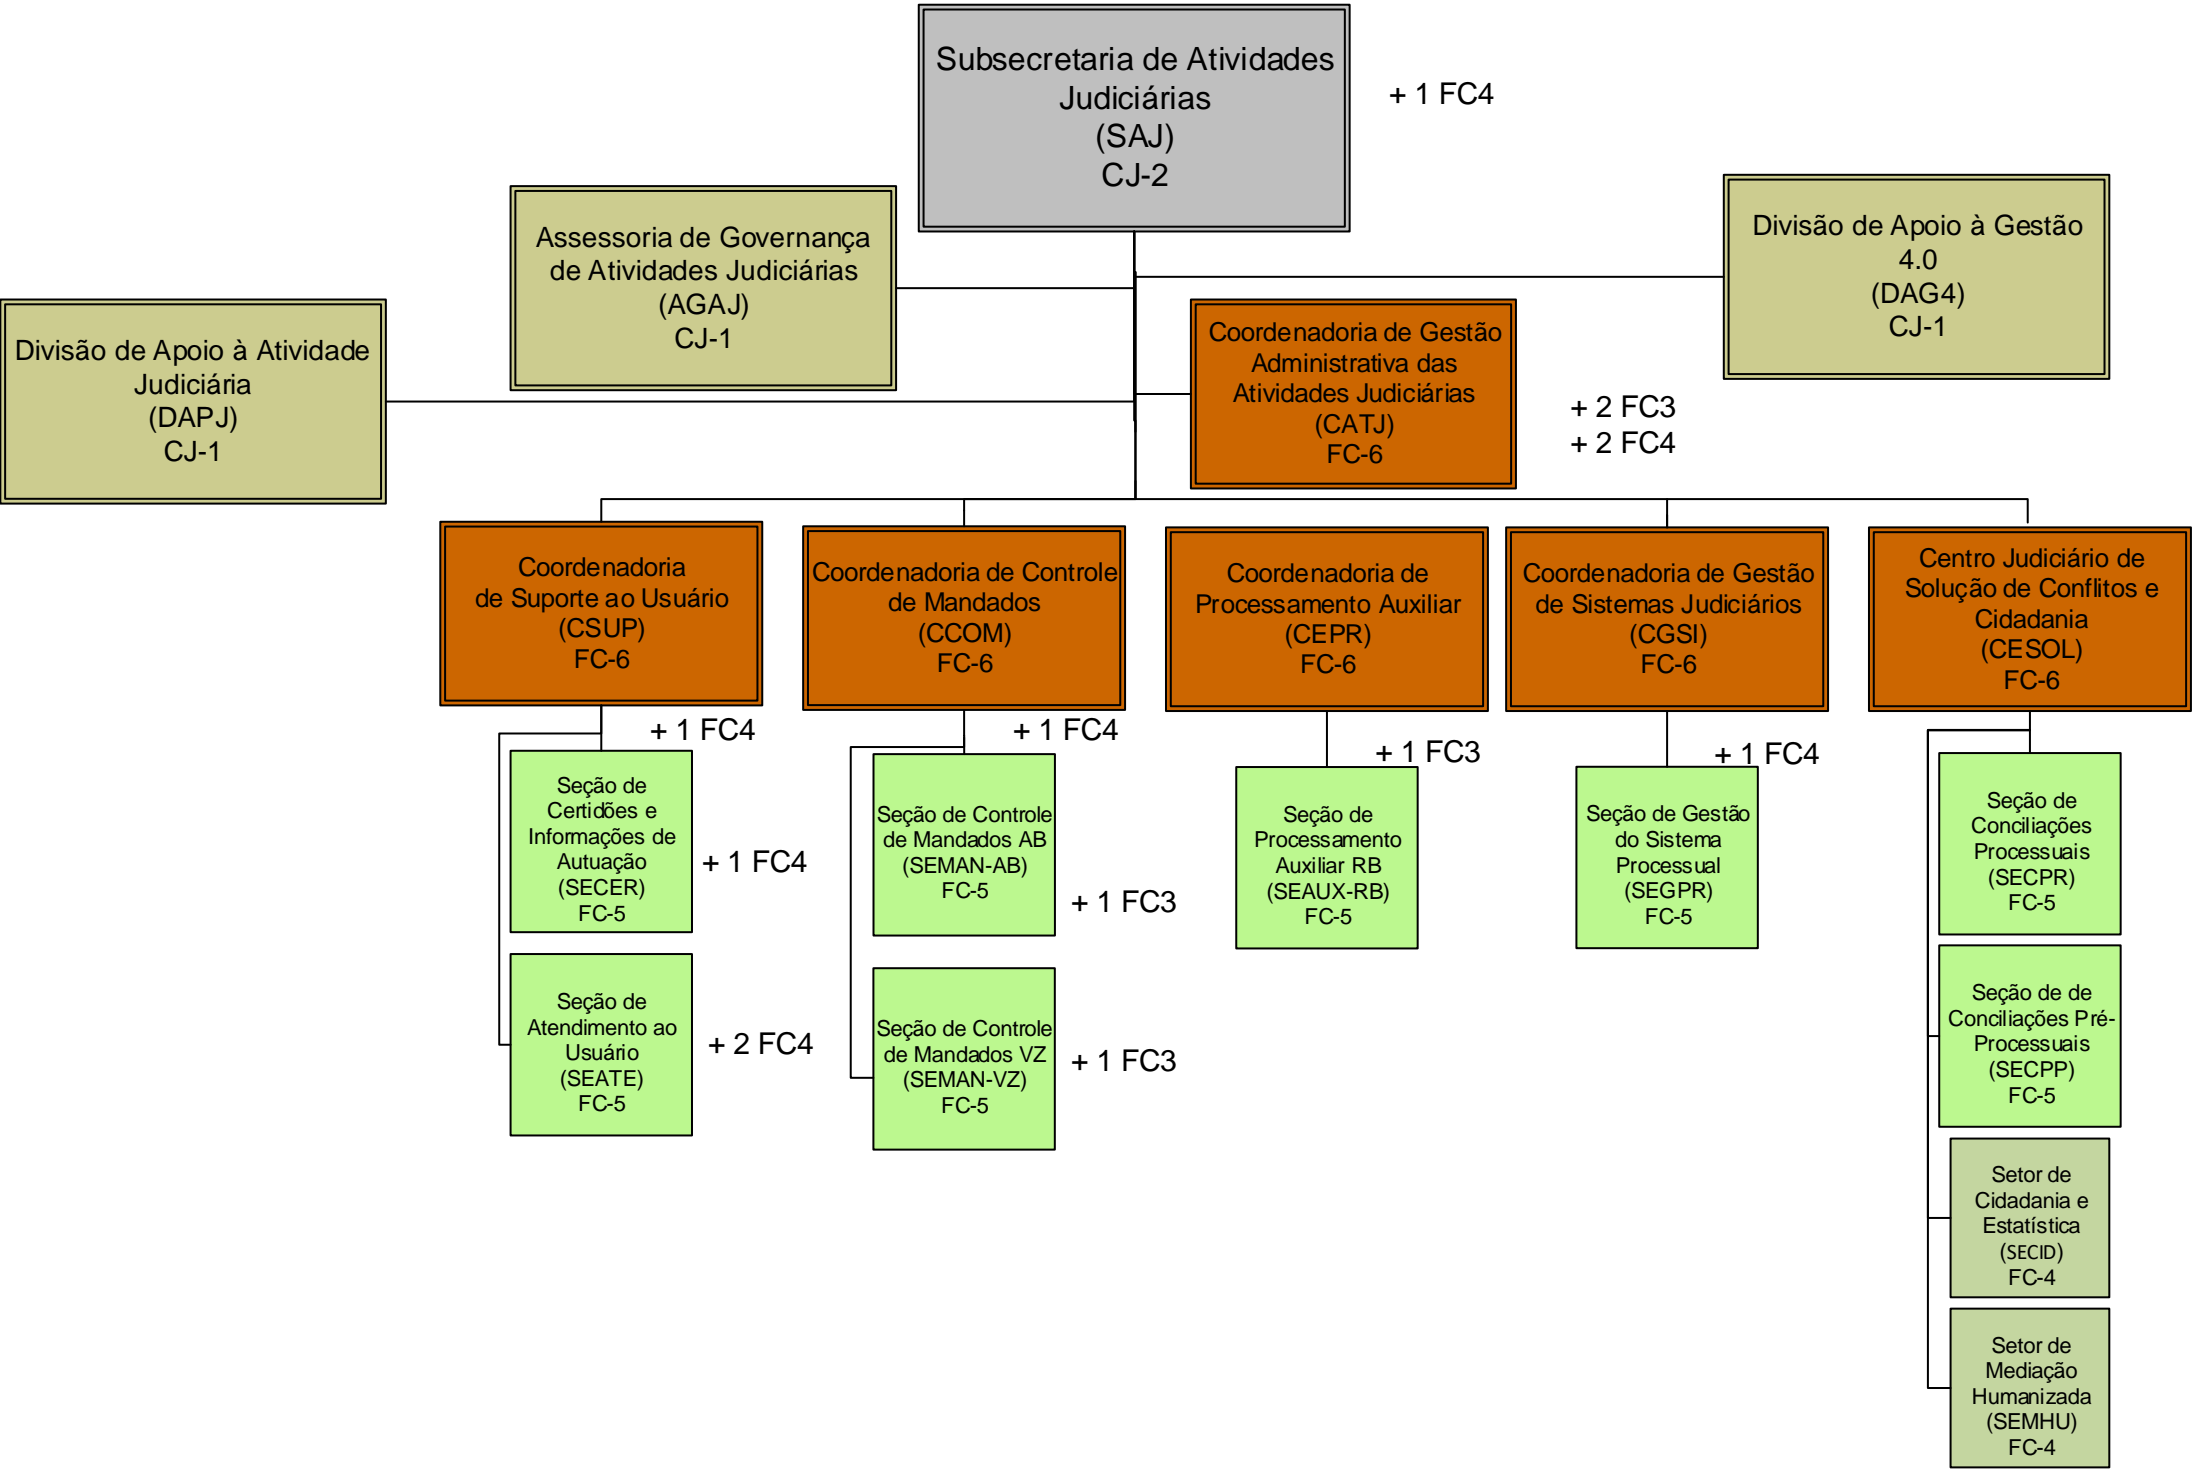 Subsecretaria de Atividades
Judiciárias
(SAJ)
CJ-2
+ 1 FC4
Assessoria de Governança
de Atividades Judiciárias
(AGAJ)
CJ-1
Divisão de Apoio à Gestão
4.0
(DAG4)
CJ-1
Divisão de Apoio à Atividade
Judiciária
(DAPJ)
CJ-1
Coordenadoria de Gestão
Administrativa das
Atividades Judiciárias
(CATJ)
FC-6
+ 2 FC3
+ 2 FC4
Coordenadoria
de Suporte ao Usuário
(CSUP)
FC-6
+ 1 FC4
Coordenadoria de Controle
de Mandados
(CCOM)
FC-6
+ 1 FC4
Coordenadoria de
Processamento Auxiliar
(CEPR)
FC-6
+ 1 FC3
Coordenadoria de Gestão
de Sistemas Judiciários
(CGSI)
FC-6
+ 1 FC4
Centro Judiciário de
Solução de Conflitos e
Cidadania
(CESOL)
FC-6
Seção de
Certidões e
Informações de
Autuação
(SECER)
FC-5
+ 1 FC4
Seção de Controle
de Mandados AB
(SEMAN-AB)
FC-5
+ 1 FC3
Seção de
Processamento
Auxiliar RB
(SEAUX-RB)
FC-5
Seção de Gestão
do Sistema
Processual
(SEGPR)
FC-5
Seção de
Conciliações
Processuais
(SECPR)
FC-5
Seção de
Atendimento ao
Usuário
(SEATE)
FC-5
+ 2 FC4
Seção de Controle
de Mandados VZ
(SEMAN-VZ)
FC-5
+ 1 FC3
Seção de de
Conciliações Pré-
Processuais
(SECPP)
FC-5
Setor de
Cidadania e
Estatística
(SECID)
FC-4
Setor de
Mediação
Humanizada
(SEMHU)
FC-4